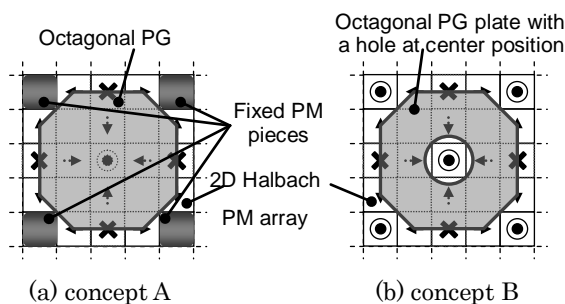 Octagonal PG
Octagonal PG plate with
a hole at center position
Fixed PM
pieces
2D Halbach
PM array
(a) concept A
(b) concept B